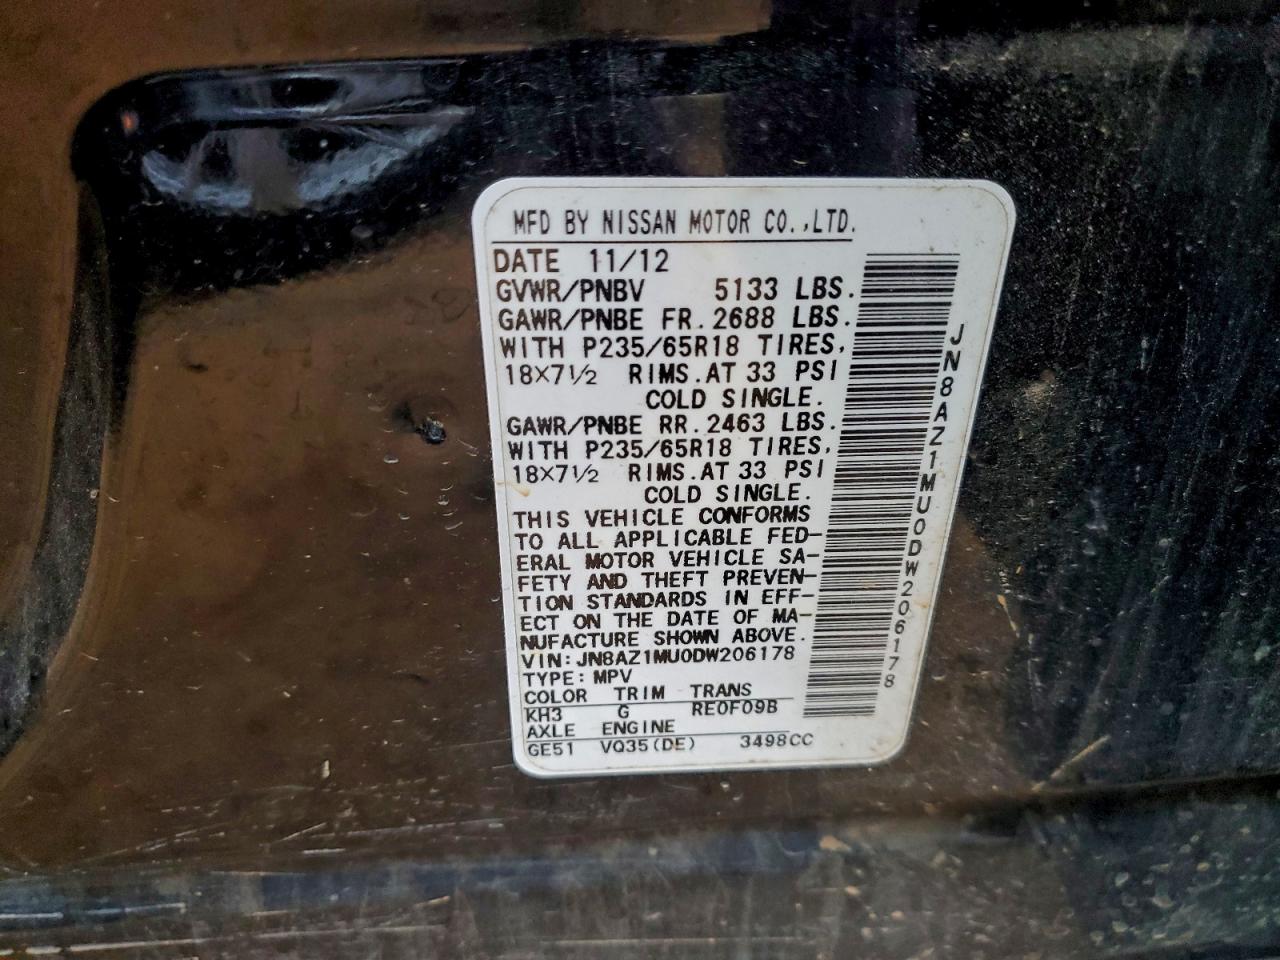 MFD BY NISSAN MOTOR CO.,LTD.
DATE 11/12
GVWR/PNBV 5133 LBS.
GAWR/PNBE FR.2688 LBS.
WITH P235/65R18 TIRES,
18×7½ RIMS.AT 33 PSI
COLD SINGLE.
GAWR/PNBE RR.2463 LBS.
WITH P235/65R18 TIRES,
18×7½ RIMS.AT 33 PSI
COLD SINGLE.
THIS VEHICLE CONFORMS
TO ALL APPLICABLE FED-
ERAL MOTOR VEHICLE SA-
FETY AND THEFT PREVEN-
TION STANDARDS IN EFF-
ECT ON THE DATE OF MA-
NUFACTURE SHOWN ABOVE.
VIN:JN8AZ1MU0DW206178
TYPE:MPV
COLOR TRIM TRANS
KH3 G RE0F09B
AXLE ENGINE
GE51 VQ35(DE) 3498CC
JN8AZ1MU0DW206178